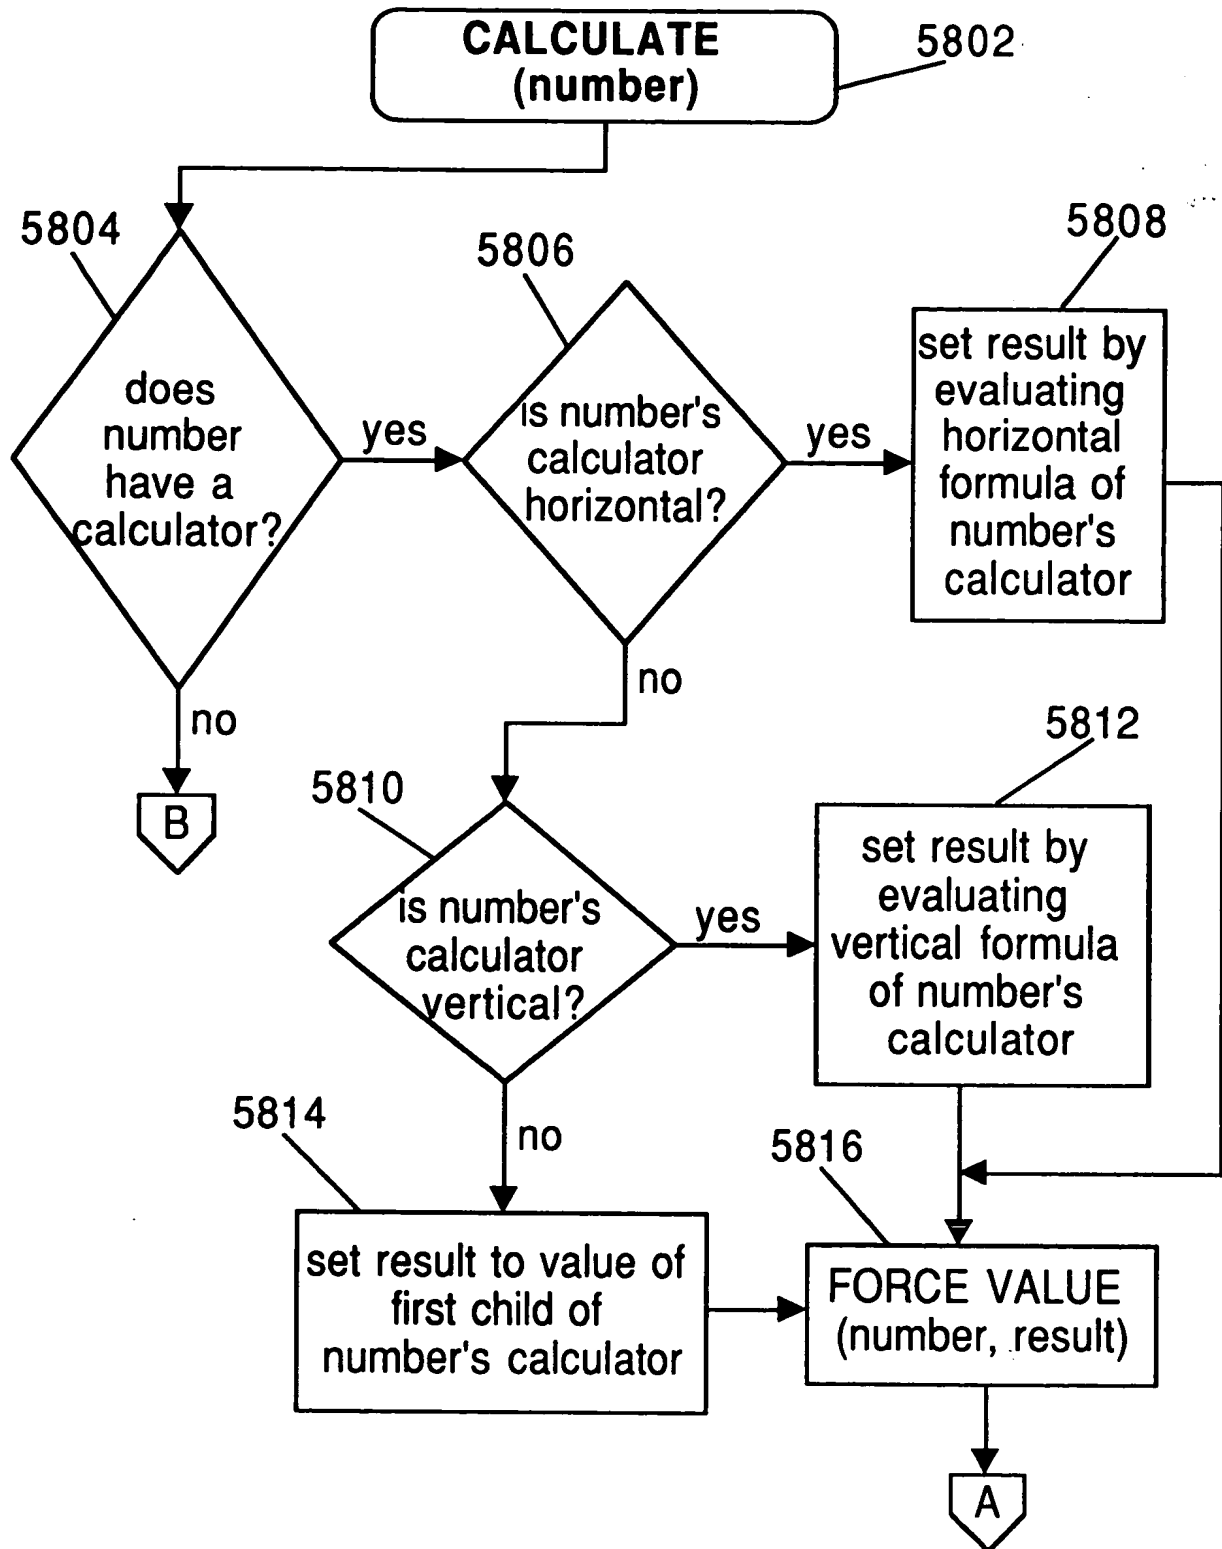 CALCULATE
(number)
5802
5804
does
number
have a
calculator?
yes
no
B
5806
is number's
calculator
horizontal?
yes
no
5808
set result by
evaluating
horizontal
formula of
number's
calculator
5810
is number's
calculator
vertical?
yes
no
5812
set result by
evaluating
vertical formula
of number's
calculator
5814
set result to value of
first child of
number's calculator
5816
FORCE VALUE
(number, result)
A